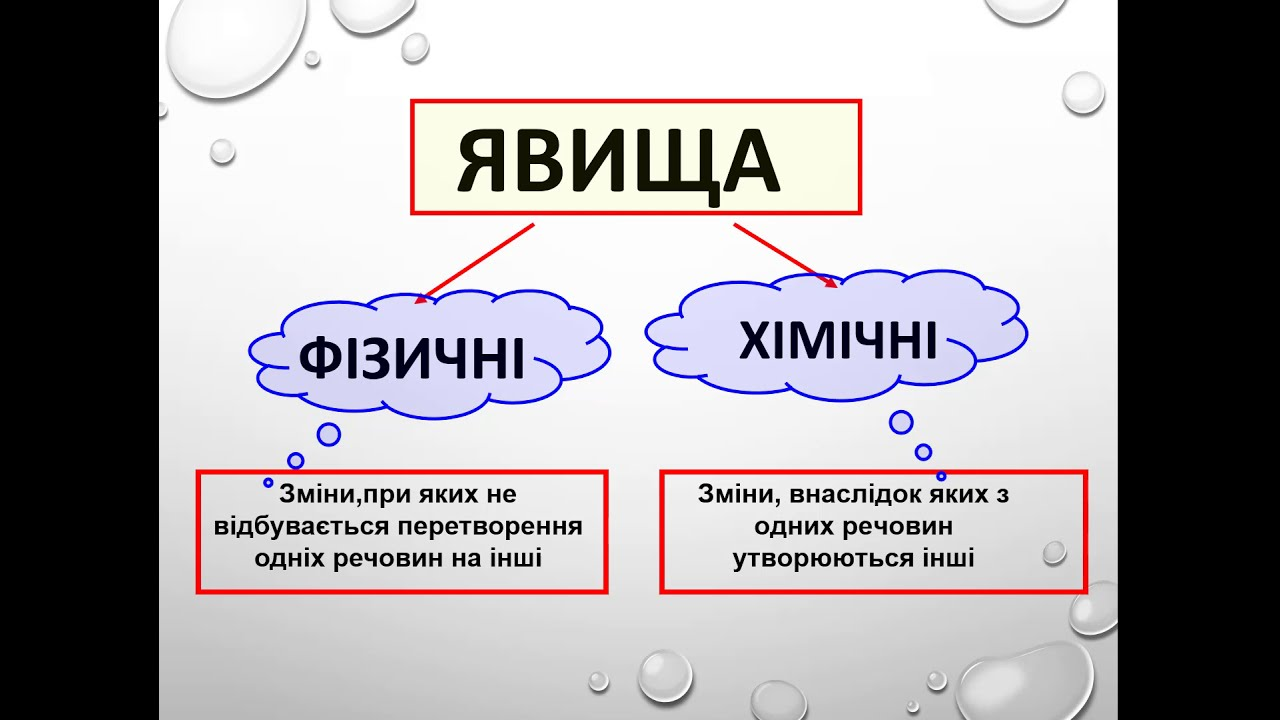 ЯВИЩА
ФІЗИЧНІ
ХІМІЧНІ
Зміни,при яких не
відбувається перетворення
одніх речовин на інші
Зміни, внаслідок яких з
одних речовин
утворюються інші